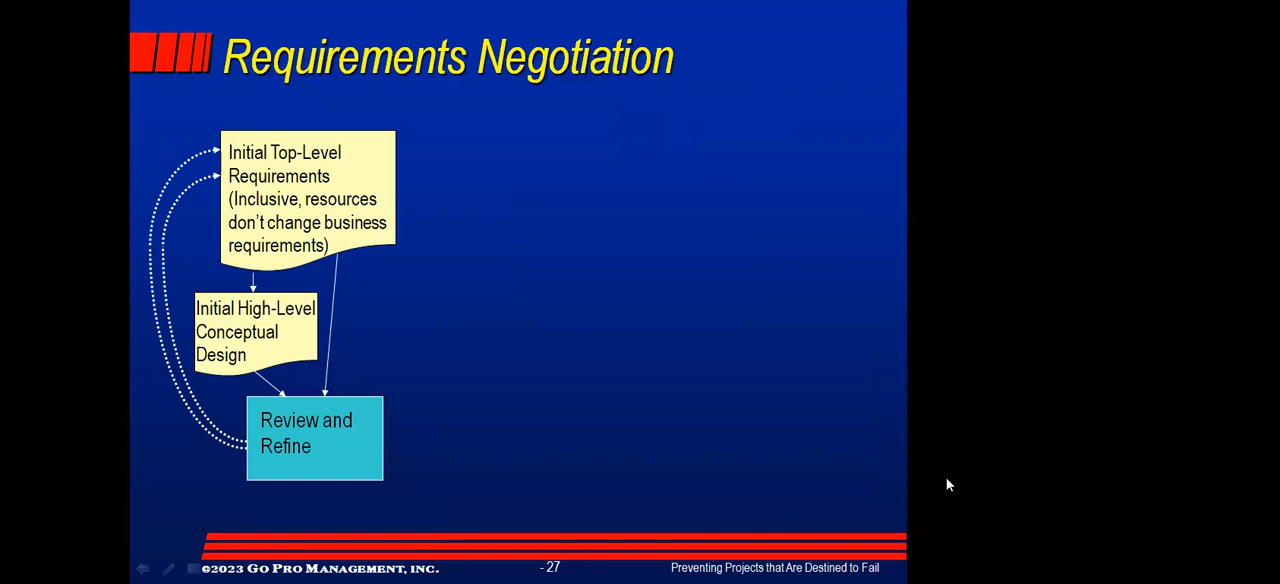 Requirements Negotiation
Initial Top-Level
Requirements
(Inclusive, resources
don't change business
requirements)
Initial High-Level
Conceptual
Design
Review and
Refine
©2023 Go Pro Management, Inc.
- 27
Preventing Projects that Are Destined to Fail